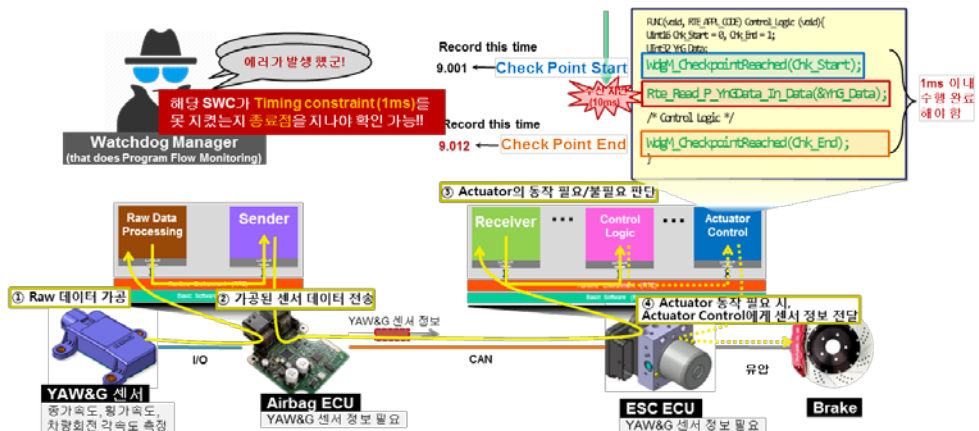 에러가 발생 했군!
해당 SWC가 Timing constraint(1ms)를
못 지켰는지 종료점을 지나야 확인 가능!!
Watchdog Manager
(that does Program Flow Monitoring)
Record this time
9.001
Check Point Start
(10ms)
Record this time
9.012
Check Point End
FUNC(void, RTE_APPL_CODE) Control_Logic (void){
Uint16 Chk_Start = 0, Chk_End = 1;
Uint32 YnG_Data;
WdgM_CheckpointReached(Chk_Start);
Rte_Read_P_YnGData_In_Data(&YnG_Data);
/* Control Logic */
WdgM_CheckpointReached(Chk_End);
}
1ms 이내
수행 완료
해야 함
③ Actuator의 동작 필요/불필요 판단
Raw Data
Processing
Sender
Receiver
...
Control
Logic
...
Actuator
Control
Basic Software
Basic Software
① Raw 데이터 가공
② 가공된 센서 데이터 전송
④ Actuator 동작 필요 시,
Actuator Control에게 센서 정보 전달
YAW&G 센서 정보
I/O
CAN
유압
YAW&G 센서
종가속도, 횡가속도,
차량회전 각속도 측정
Airbag ECU
YAW&G 센서 정보 필요
ESC ECU
YAW&G 센서 정보 필요
Brake